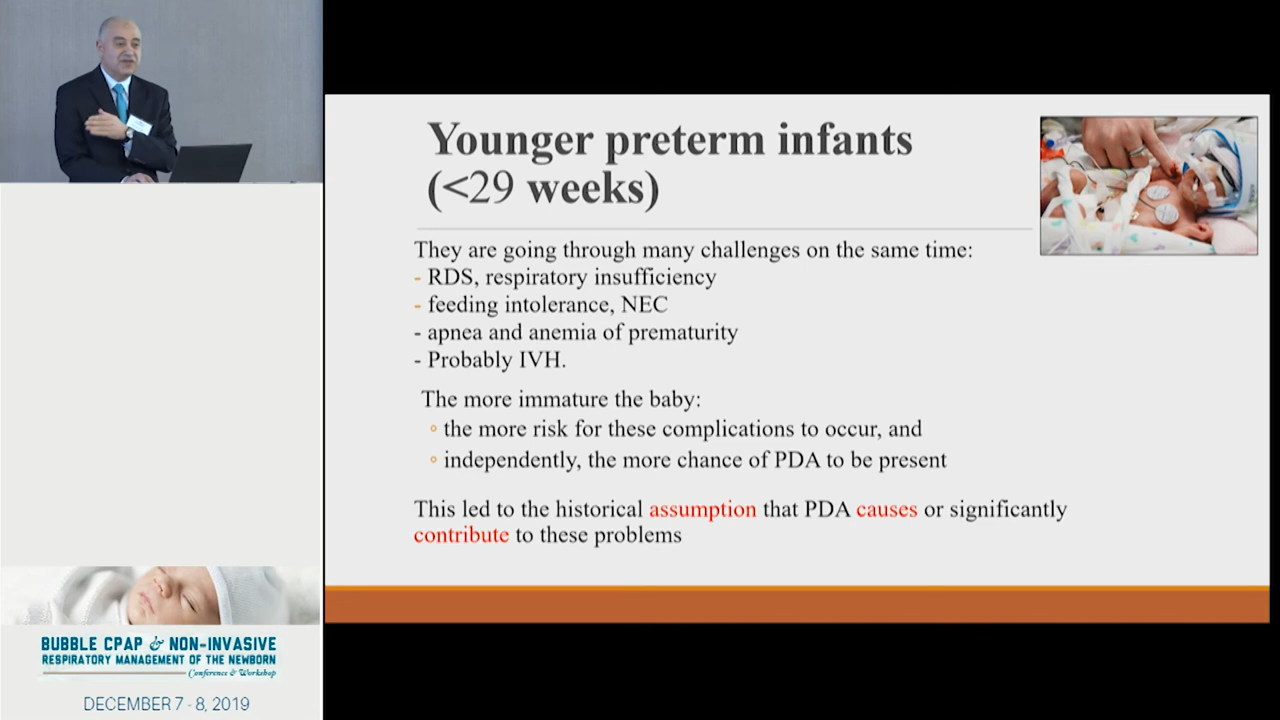 Younger preterm infants
(<29 weeks)
They are going through many challenges on the same time:
- RDS, respiratory insufficiency
- feeding intolerance, NEC
- apnea and anemia of prematurity
- Probably IVH.
The more immature the baby:
◦ the more risk for these complications to occur, and
◦ independently, the more chance of PDA to be present
This led to the historical assumption that PDA causes or significantly
contribute to these problems
BUBBLE CPAP & NON-INVASIVE
RESPIRATORY MANAGEMENT OF THE NEWBORN
Conference & Workshop
DECEMBER 7 - 8, 2019